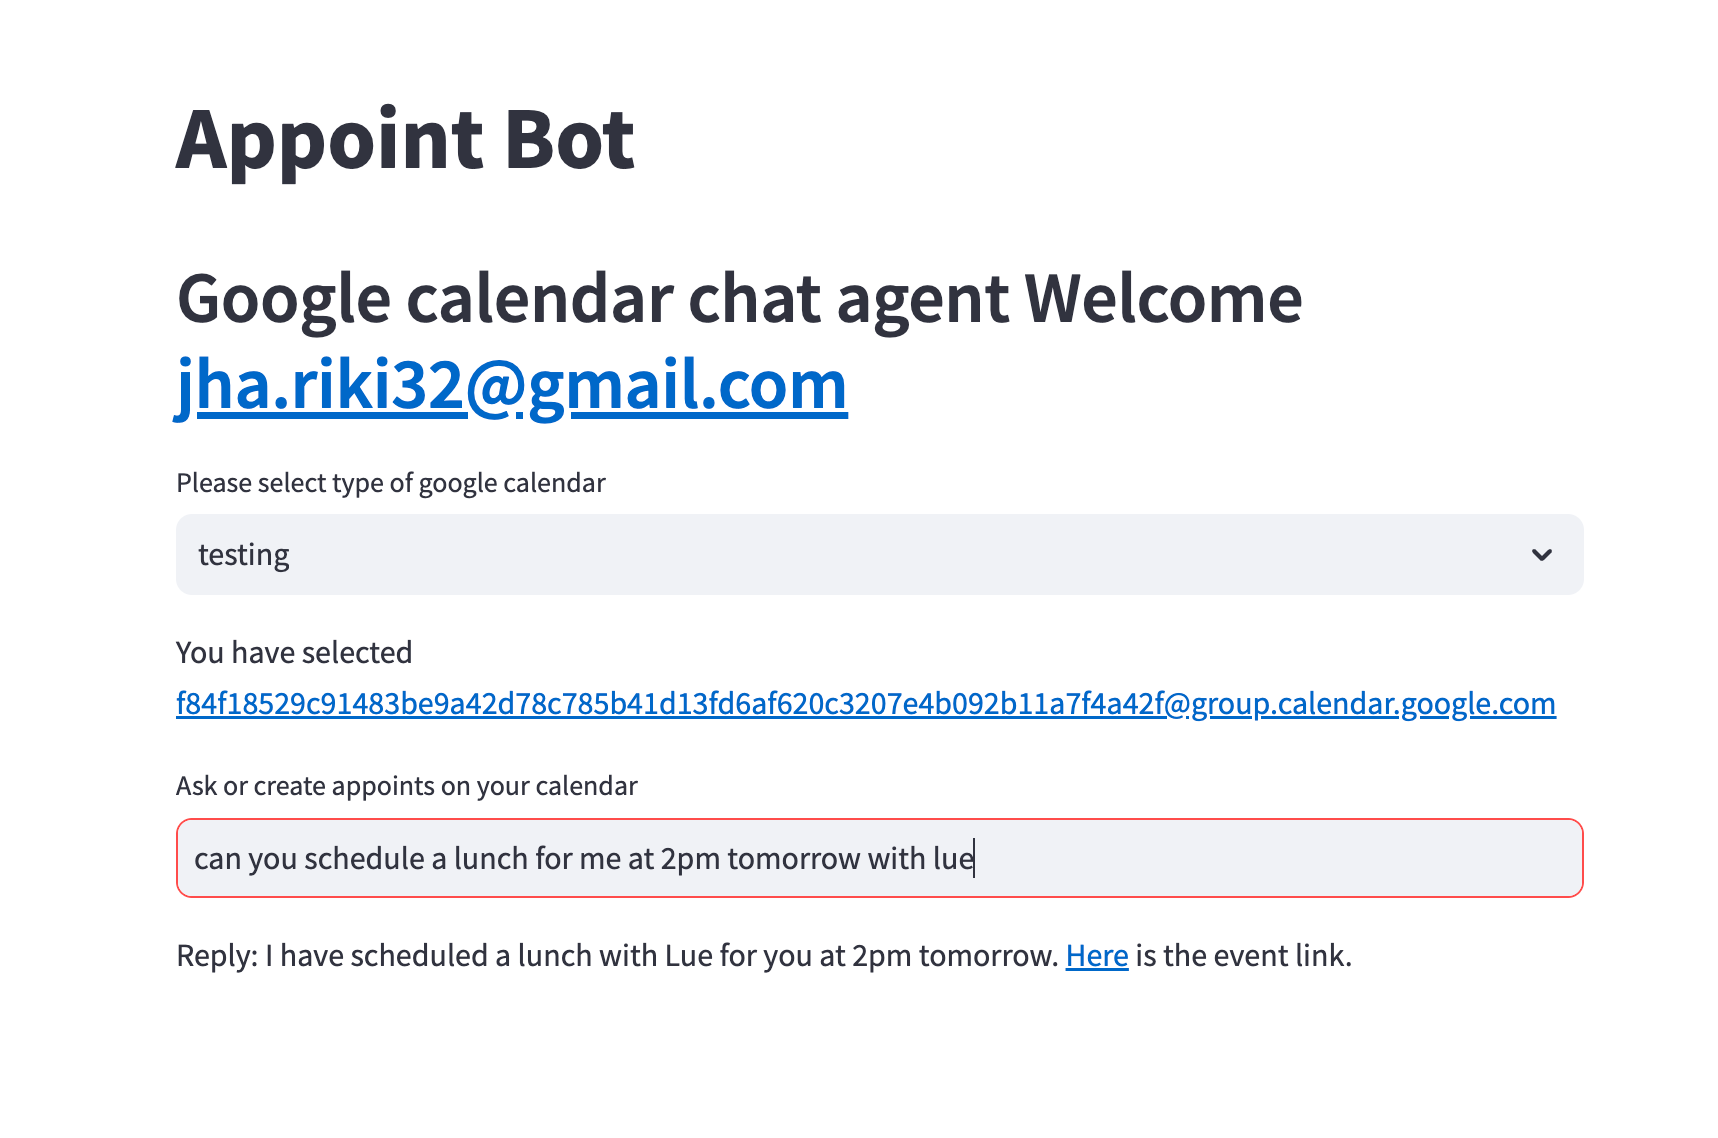 Appoint Bot
Google calendar chat agent Welcome
jha.riki32@gmail.com
Please select type of google calendar
testing
You have selected
f84f18529c91483be9a42d78c785b41d13fd6af620c3207e4b092b11a7f4a42f@group.calendar.google.com
Ask or create appoints on your calendar
can you schedule a lunch for me at 2pm tomorrow with lue
Reply: I have scheduled a lunch with Lue for you at 2pm tomorrow. Here is the event link.